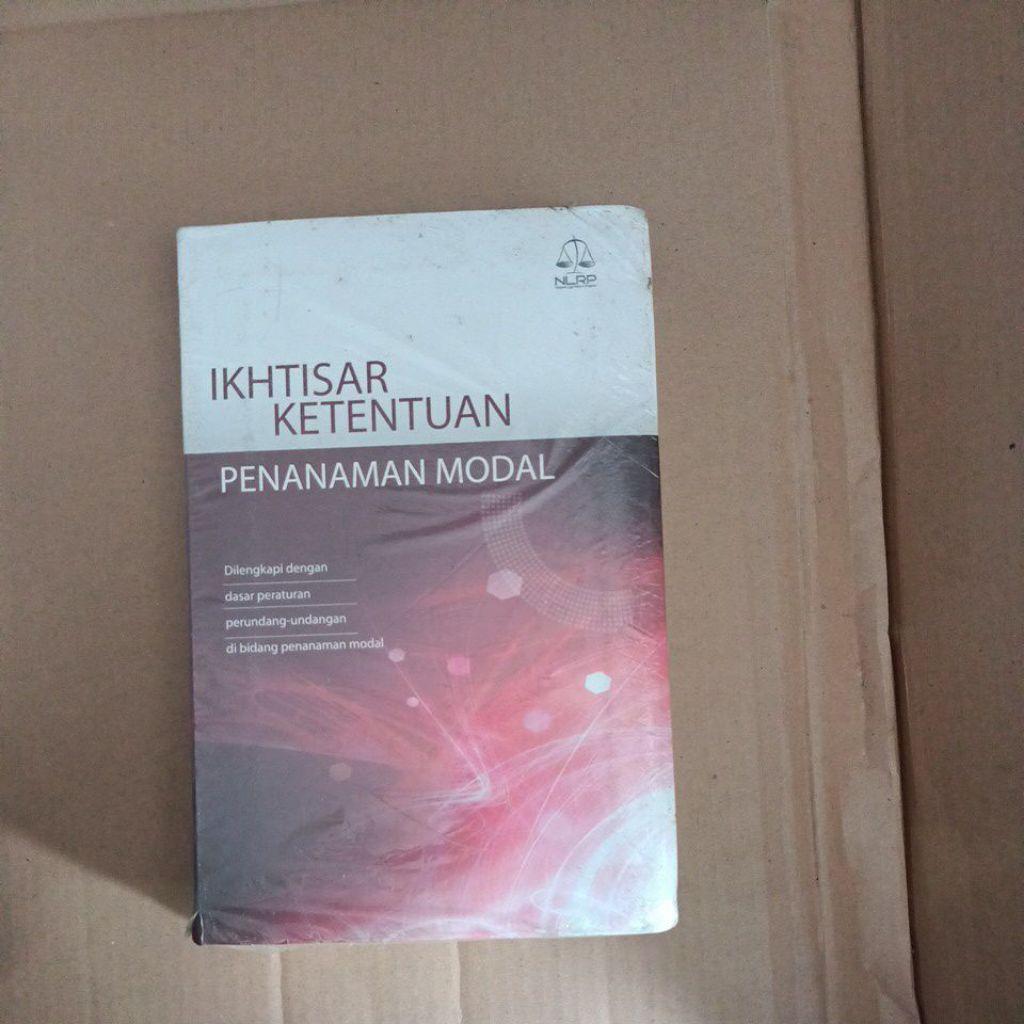 NLRP
IKHTISAR
KETENTUAN
PENANAMAN MODAL
Dilengkapi dengan
dasar peraturan
perundang-undangan
di bidang penanaman modal